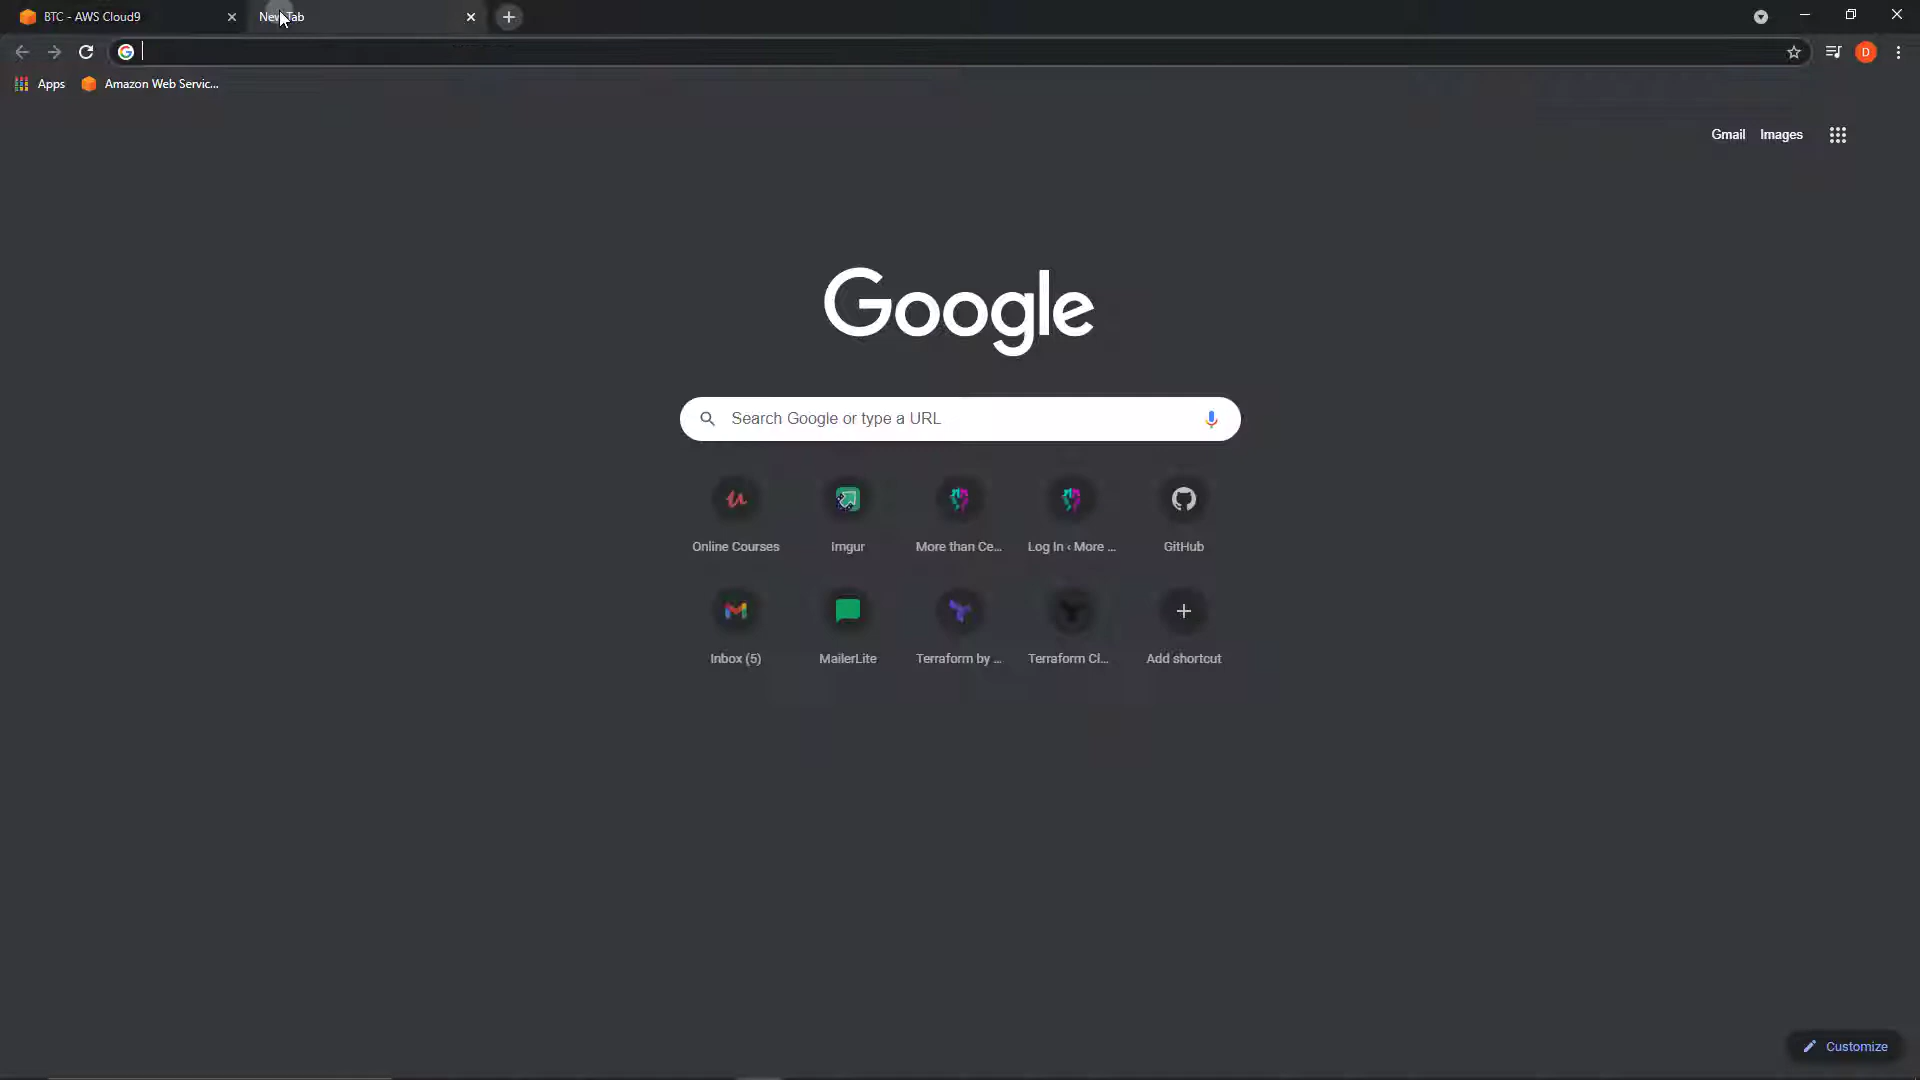 BTC - AWS Cloud9
New Tab
Apps
Amazon Web Servic...
D
Gmail
Images
Google
Search Google or type a URL
Online Courses
Imgur
More than Ce...
Log In ‹ More ...
GitHub
Inbox (5)
MailerLite
Terraform by ...
Terraform Cl...
Add shortcut
Customize